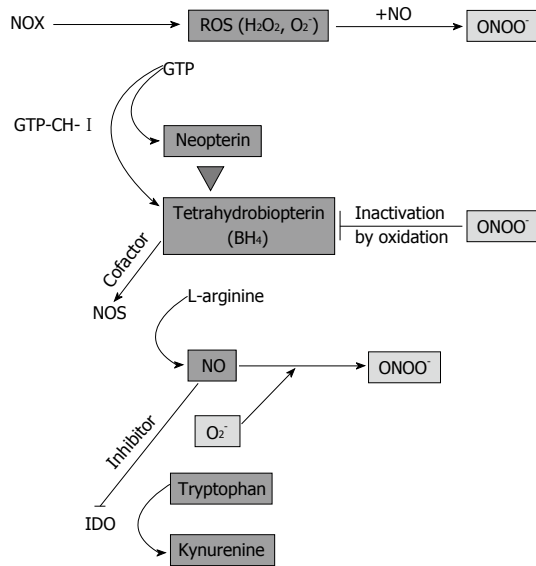 NOX
ROS (H₂O₂, O₂⁻)
+NO
ONOO⁻
GTP
GTP-CH- Ⅰ
Neopterin
Tetrahydrobiopterin
(BH₄)
Inactivation
by oxidation
ONOO⁻
Cofactor
NOS
L-arginine
NO
ONOO⁻
O₂⁻
Inhibitor
Tryptophan
IDO
Kynurenine